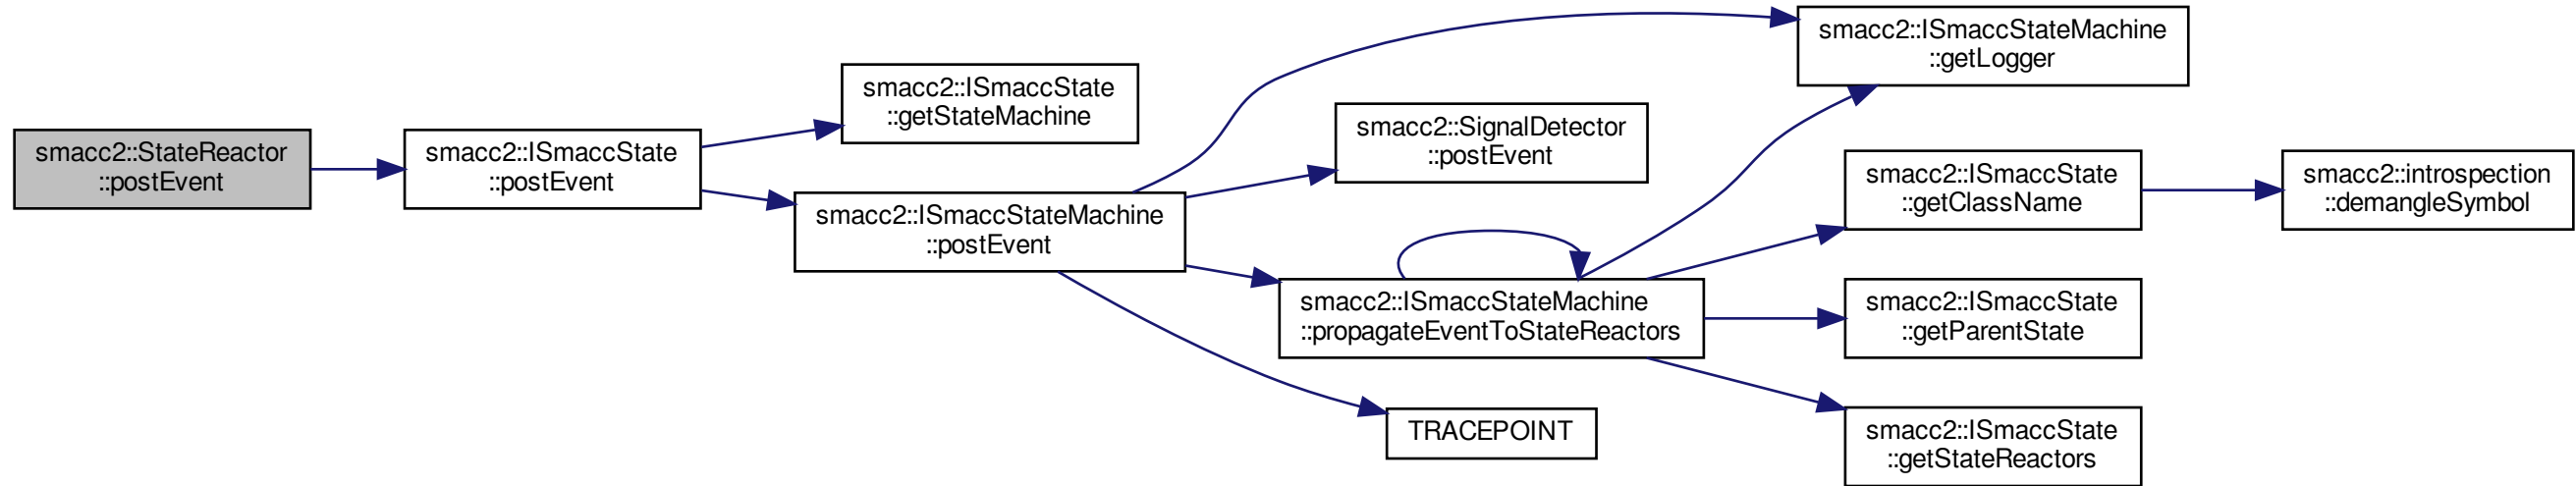 smacc2::StateReactor
::postEvent
smacc2::ISmaccState
::postEvent
smacc2::ISmaccState
::getStateMachine
smacc2::ISmaccStateMachine
::postEvent
smacc2::ISmaccStateMachine
::getLogger
smacc2::SignalDetector
::postEvent
smacc2::ISmaccStateMachine
::propagateEventToStateReactors
TRACEPOINT
smacc2::ISmaccState
::getClassName
smacc2::introspection
::demangleSymbol
smacc2::ISmaccState
::getParentState
smacc2::ISmaccState
::getStateReactors